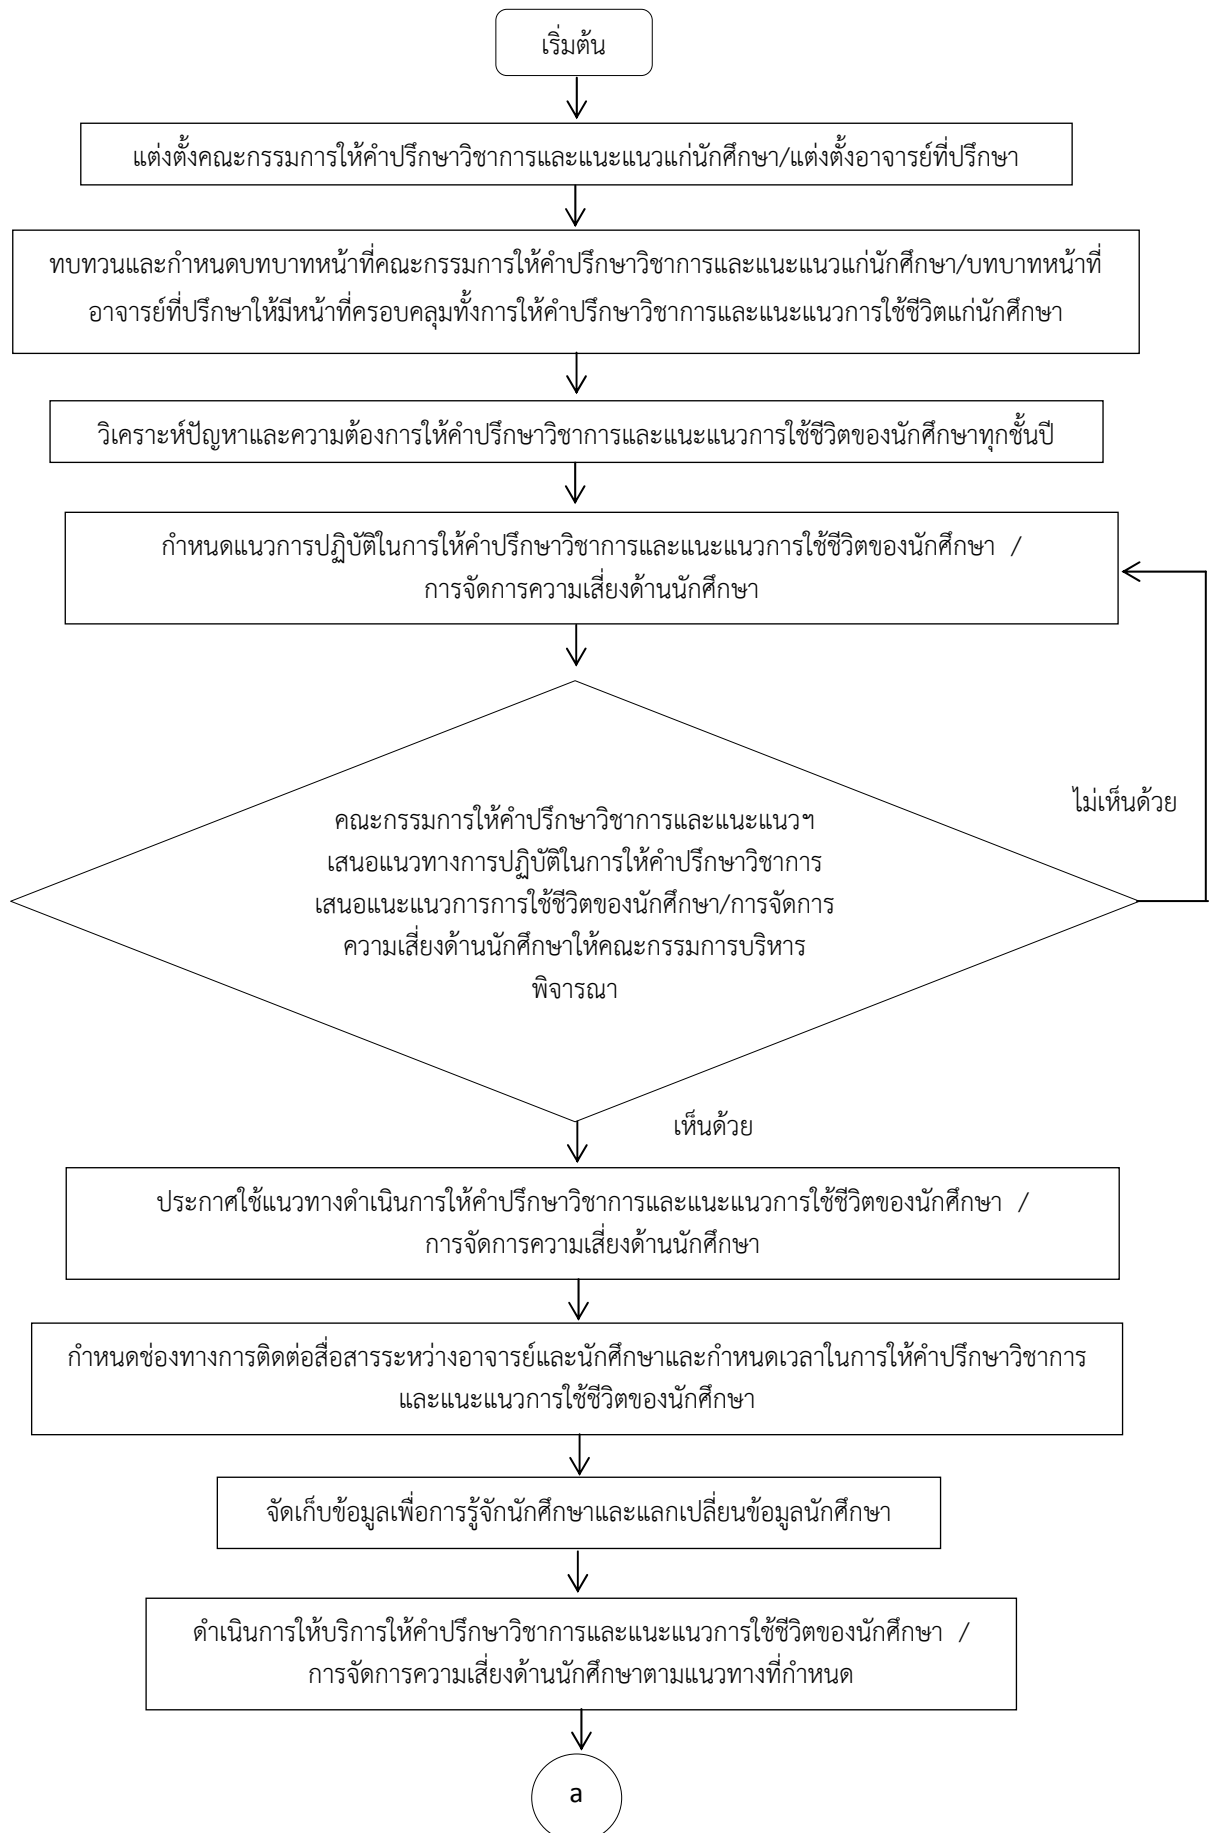 เริ่มต้น
แต่งตั้งคณะกรรมการให้คำปรึกษาวิชาการและแนะแนวแก่นักศึกษา/แต่งตั้งอาจารย์ที่ปรึกษา
ทบทวนและกำหนดบทบาทหน้าที่คณะกรรมการให้คำปรึกษาวิชาการและแนะแนวแก่นักศึกษา/บทบาทหน้าที่
อาจารย์ที่ปรึกษาให้มีหน้าที่ครอบคลุมทั้งการให้คำปรึกษาวิชาการและแนะแนวการใช้ชีวิตแก่นักศึกษา
วิเคราะห์ปัญหาและความต้องการให้คำปรึกษาวิชาการและแนะแนวการใช้ชีวิตของนักศึกษาทุกชั้นปี
กำหนดแนวการปฏิบัติในการให้คำปรึกษาวิชาการและแนะแนวการใช้ชีวิตของนักศึกษา /
การจัดการความเสี่ยงด้านนักศึกษา
ไม่เห็นด้วย
คณะกรรมการให้คำปรึกษาวิชาการและแนะแนวฯ
เสนอแนวทางการปฏิบัติในการให้คำปรึกษาวิชาการ
เสนอแนะแนวการการใช้ชีวิตของนักศึกษา/การจัดการ
ความเสี่ยงด้านนักศึกษาให้คณะกรรมการบริหาร
พิจารณา
เห็นด้วย
ประกาศใช้แนวทางดำเนินการให้คำปรึกษาวิชาการและแนะแนวการใช้ชีวิตของนักศึกษา /
การจัดการความเสี่ยงด้านนักศึกษา
กำหนดช่องทางการติดต่อสื่อสารระหว่างอาจารย์และนักศึกษาและกำหนดเวลาในการให้คำปรึกษาวิชาการ
และแนะแนวการใช้ชีวิตของนักศึกษา
จัดเก็บข้อมูลเพื่อการรู้จักนักศึกษาและแลกเปลี่ยนข้อมูลนักศึกษา
ดำเนินการให้บริการให้คำปรึกษาวิชาการและแนะแนวการใช้ชีวิตของนักศึกษา /
การจัดการความเสี่ยงด้านนักศึกษาตามแนวทางที่กำหนด
a